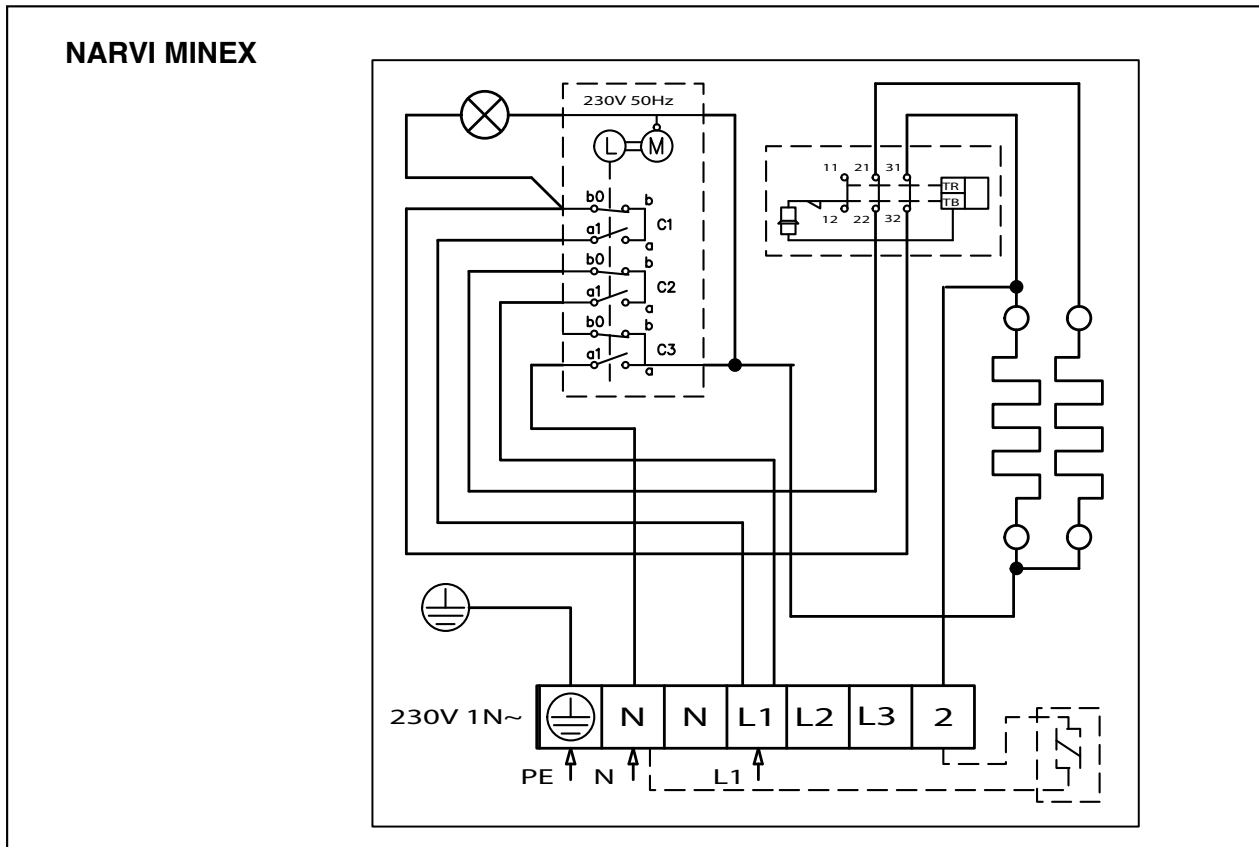 NARVI MINEX
230V 50Hz
L M
11 21 31
TR
TB
12 22 32
b0 b
C1
a1 a
b0 b
C2
a1 a
b0 b
C3
a1 a
230V 1N~ N N L1 L2 L3 2
PE N L1